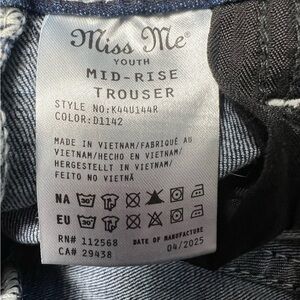 Miss Me
YOUTH
MID-RISE
TROUSER
STYLE NO:K44U144R
COLOR:D1142
MADE IN VIETNAM/FABRIQUÉ AU
VIETNAM/HECHO EN VIETNAM/
HERGESTELLT IN VIETNAM/
FEITO NO VIETNÃ
NA
EU
RN# 112568
CA# 29438
DATE OF MANUFACTURE
04/2025